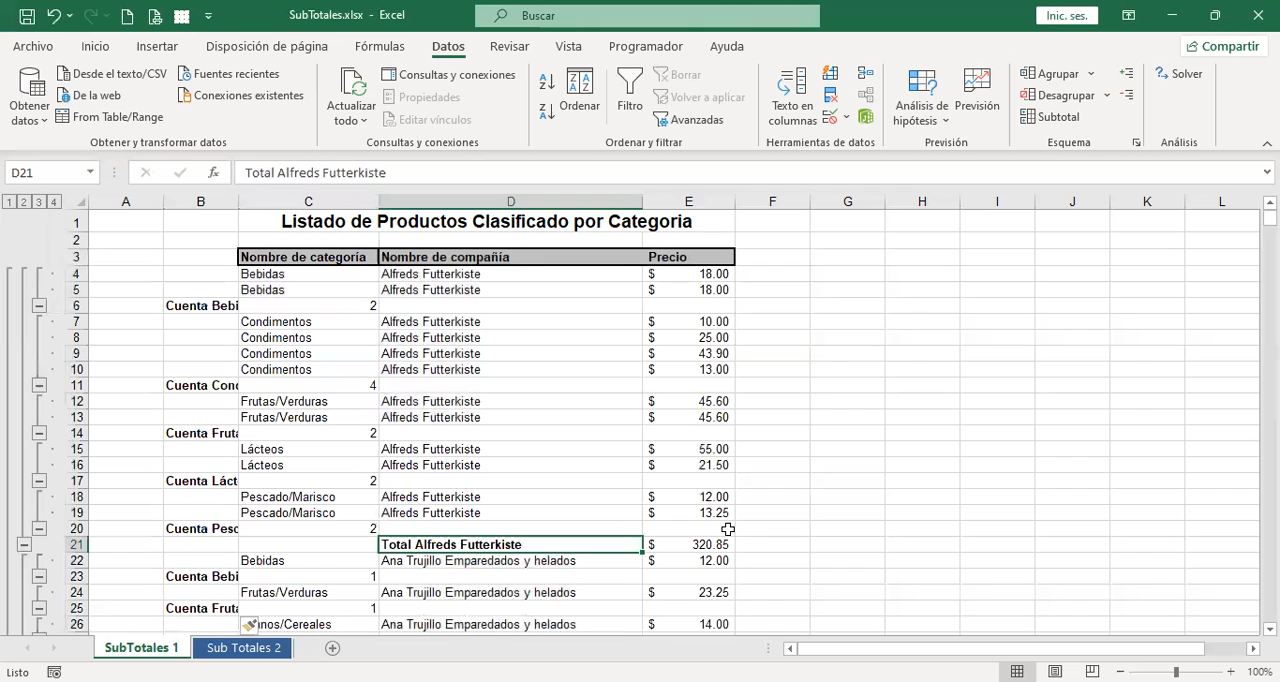 SubTotales.xlsx - Excel
Buscar
Inic. ses.
Archivo Inicio Insertar Disposición de página Fórmulas Datos Revisar Vista Programador Ayuda Compartir
Obtener datos
Desde el texto/CSV
De la web
From Table/Range
Fuentes recientes
Conexiones existentes
Obtener y transformar datos
Actualizar todo
Consultas y conexiones
Propiedades
Editar vínculos
Consultas y conexiones
Ordenar
Filtro
Borrar
Volver a aplicar
Avanzadas
Ordenar y filtrar
Texto en columnas
Herramientas de datos
Análisis de hipótesis
Previsión
Previsión
Agrupar
Desagrupar
Subtotal
Esquema
Solver
Análisis
D21 fx Total Alfreds Futterkiste
1 2 3 4 A B C D E F G H I J K L
1 Listado de Productos Clasificado por Categoria
2
3 Nombre de categoría Nombre de compañía Precio
4 Bebidas Alfreds Futterkiste $ 18.00
5 Bebidas Alfreds Futterkiste $ 18.00
6 Cuenta Bebi 2
7 Condimentos Alfreds Futterkiste $ 10.00
8 Condimentos Alfreds Futterkiste $ 25.00
9 Condimentos Alfreds Futterkiste $ 43.90
10 Condimentos Alfreds Futterkiste $ 13.00
11 Cuenta Cond 4
12 Frutas/Verduras Alfreds Futterkiste $ 45.60
13 Frutas/Verduras Alfreds Futterkiste $ 45.60
14 Cuenta Fruta 2
15 Lácteos Alfreds Futterkiste $ 55.00
16 Lácteos Alfreds Futterkiste $ 21.50
17 Cuenta Láct 2
18 Pescado/Marisco Alfreds Futterkiste $ 12.00
19 Pescado/Marisco Alfreds Futterkiste $ 13.25
20 Cuenta Pesc 2
21 Total Alfreds Futterkiste $ 320.85
22 Bebidas Ana Trujillo Emparedados y helados $ 12.00
23 Cuenta Bebi 1
24 Frutas/Verduras Ana Trujillo Emparedados y helados $ 23.25
25 Cuenta Fruta 1
26 nos/Cereales Ana Trujillo Emparedados y helados $ 14.00
SubTotales 1 Sub Totales 2
Listo 100%